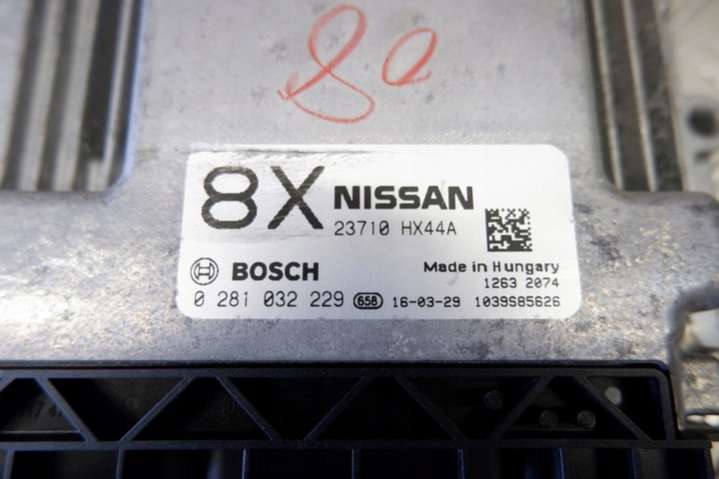 80
8X NISSAN
23710 HX44A
BOSCH Made in Hungary
1263 2074
0 281 032 229 658 16-03-29 1039S85626